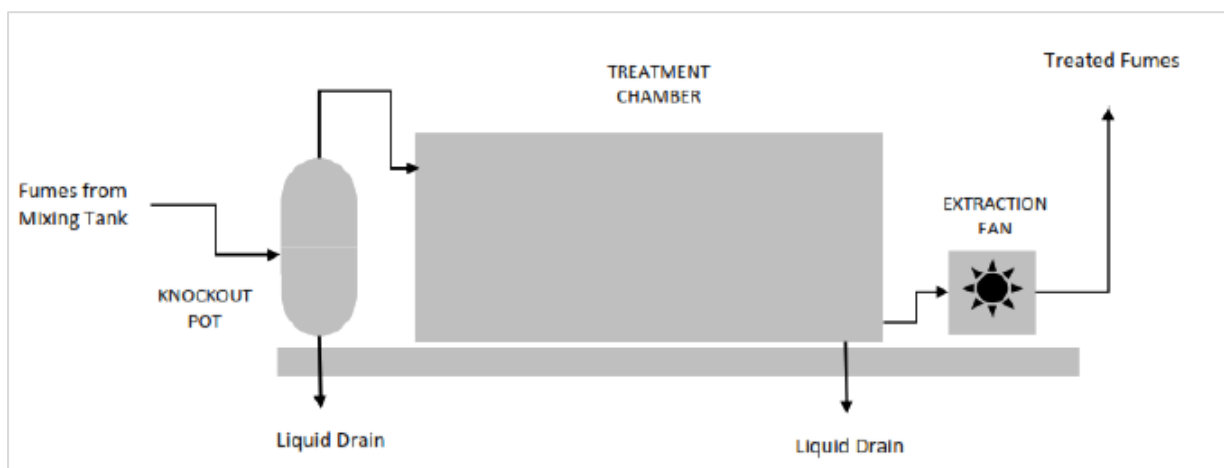 TREATMENT
CHAMBER
Treated Fumes
Fumes from
Mixing Tank
EXTRACTION
FAN
KNOCKOUT
POT
Liquid Drain
Liquid Drain